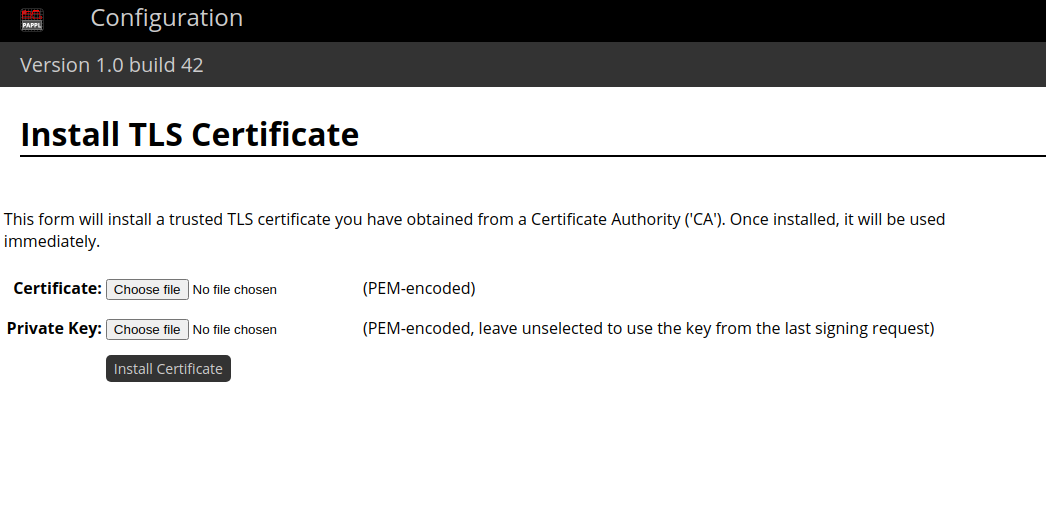 PAPPL
Configuration
Version 1.0 build 42
Install TLS Certificate
This form will install a trusted TLS certificate you have obtained from a Certificate Authority ('CA'). Once installed, it will be used
immediately.
Certificate: Choose file No file chosen (PEM-encoded)
Private Key: Choose file No file chosen (PEM-encoded, leave unselected to use the key from the last signing request)
Install Certificate